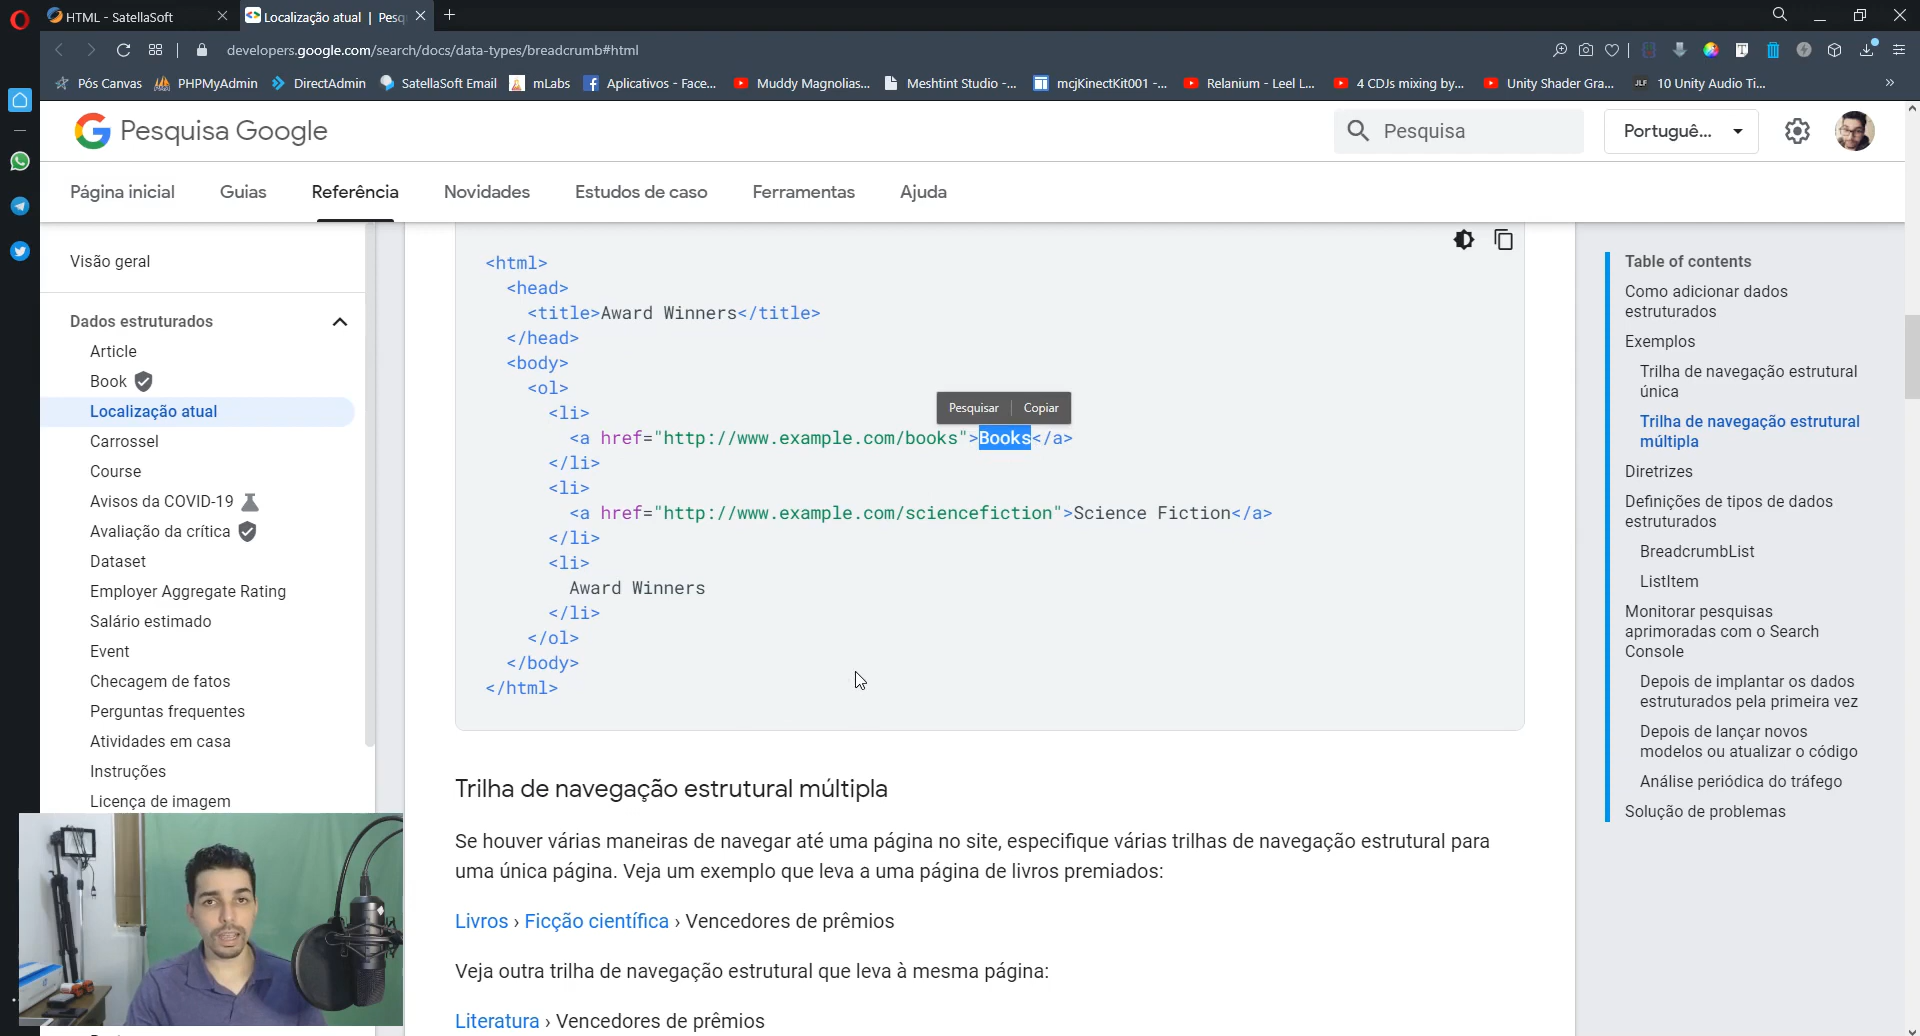 HTML - SatellaSoft
Localização atual | Pesq
developers.google.com/search/docs/data-types/breadcrumb#html
Pós Canvas PHPMyAdmin DirectAdmin SatellaSoft Email mLabs Aplicativos - Face... Muddy Magnolias... Meshtint Studio -... mcjKinectKit001 -... Relanium - Leel L... 4 CDJs mixing by... Unity Shader Gra... JLF 10 Unity Audio Ti... »
Pesquisa Google
Pesquisa
Portuguê...
Página inicial Guias Referência Novidades Estudos de caso Ferramentas Ajuda
Visão geral
Dados estruturados
Article
Book
Localização atual
Carrossel
Course
Avisos da COVID-19
Avaliação da crítica
Dataset
Employer Aggregate Rating
Salário estimado
Event
Checagem de fatos
Perguntas frequentes
Atividades em casa
Instruções
Licença de imagem
<html>
<head>
<title>Award Winners</title>
</head>
<body>
<ol>
<li>
Pesquisar Copiar
<a href="http://www.example.com/books">Books</a>
</li>
<li>
<a href="http://www.example.com/sciencefiction">Science Fiction</a>
</li>
<li>
Award Winners
</li>
</ol>
</body>
</html>
Trilha de navegação estrutural múltipla
Se houver várias maneiras de navegar até uma página no site, especifique várias trilhas de navegação estrutural para
uma única página. Veja um exemplo que leva a uma página de livros premiados:
Livros › Ficção científica › Vencedores de prêmios
Veja outra trilha de navegação estrutural que leva à mesma página:
Literatura › Vencedores de prêmios
Table of contents
Como adicionar dados
estruturados
Exemplos
Trilha de navegação estrutural
única
Trilha de navegação estrutural
múltipla
Diretrizes
Definições de tipos de dados
estruturados
BreadcrumbList
ListItem
Monitorar pesquisas
aprimoradas com o Search
Console
Depois de implantar os dados
estruturados pela primeira vez
Depois de lançar novos
modelos ou atualizar o código
Análise periódica do tráfego
Solução de problemas